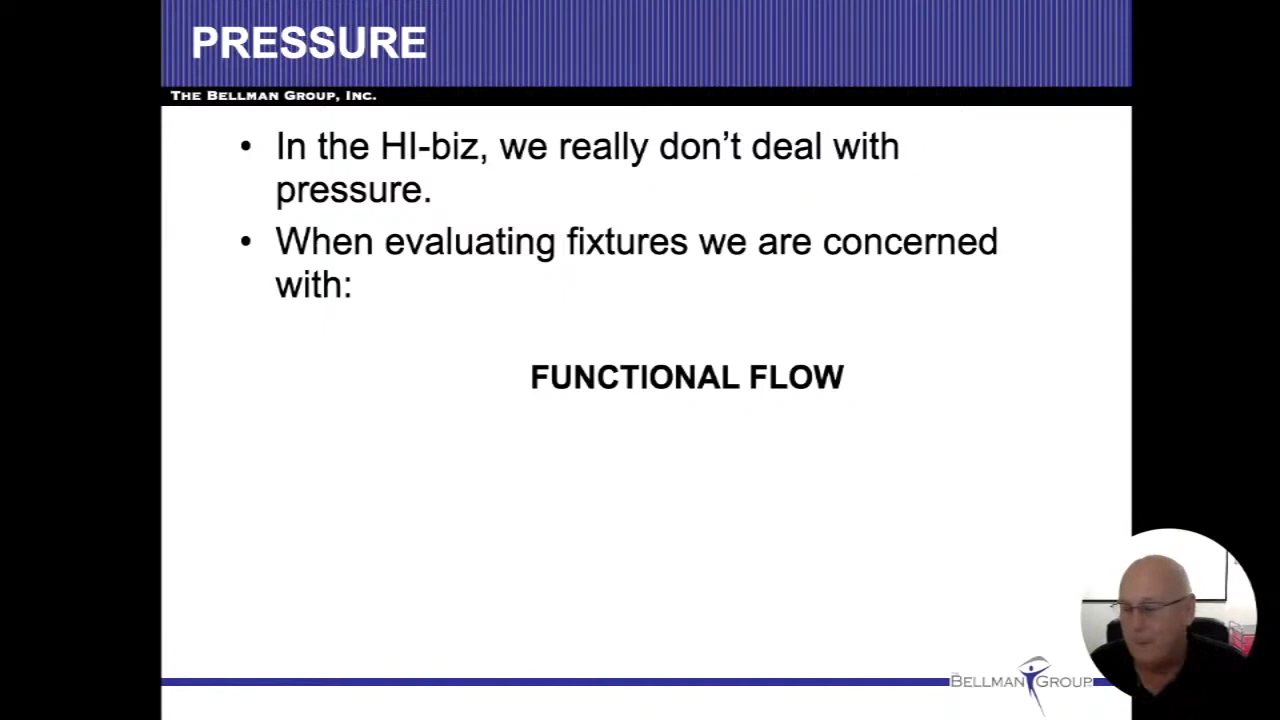 PRESSURE
THE BELLMAN GROUP, INC.
• In the HI-biz, we really don’t deal with
pressure.
• When evaluating fixtures we are concerned
with:
FUNCTIONAL FLOW
THE BELLMAN GROUP